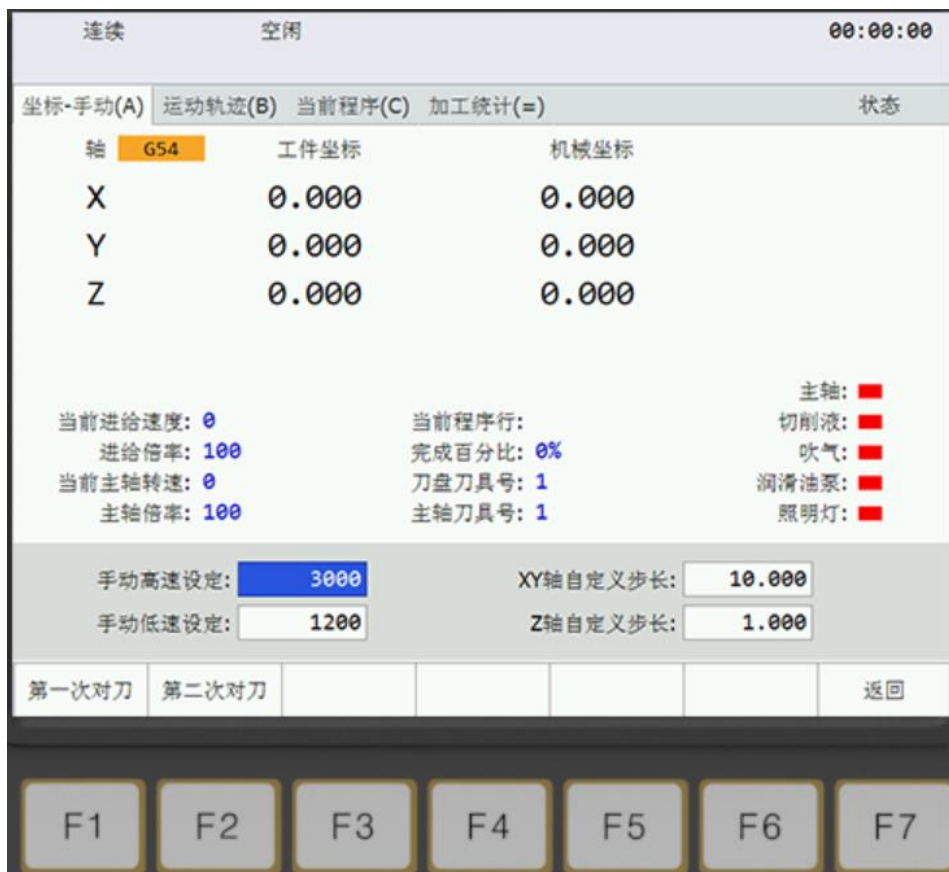 连续 空闲 00:00:00
坐标-手动(A) 运动轨迹(B) 当前程序(C) 加工统计(=) 状态
轴 G54 工件坐标 机械坐标
X 0.000 0.000
Y 0.000 0.000
Z 0.000 0.000
主轴:
当前进给速度: 0 当前程序行: 切削液:
进给倍率: 100 完成百分比: 0% 吹气:
当前主轴转速: 0 刀盘刀具号: 1 润滑油泵:
主轴倍率: 100 主轴刀具号: 1 照明灯:
手动高速设定: 3000 XY轴自定义步长: 10.000
手动低速设定: 1200 Z轴自定义步长: 1.000
第一次对刀 第二次对刀 返回
F1 F2 F3 F4 F5 F6 F7